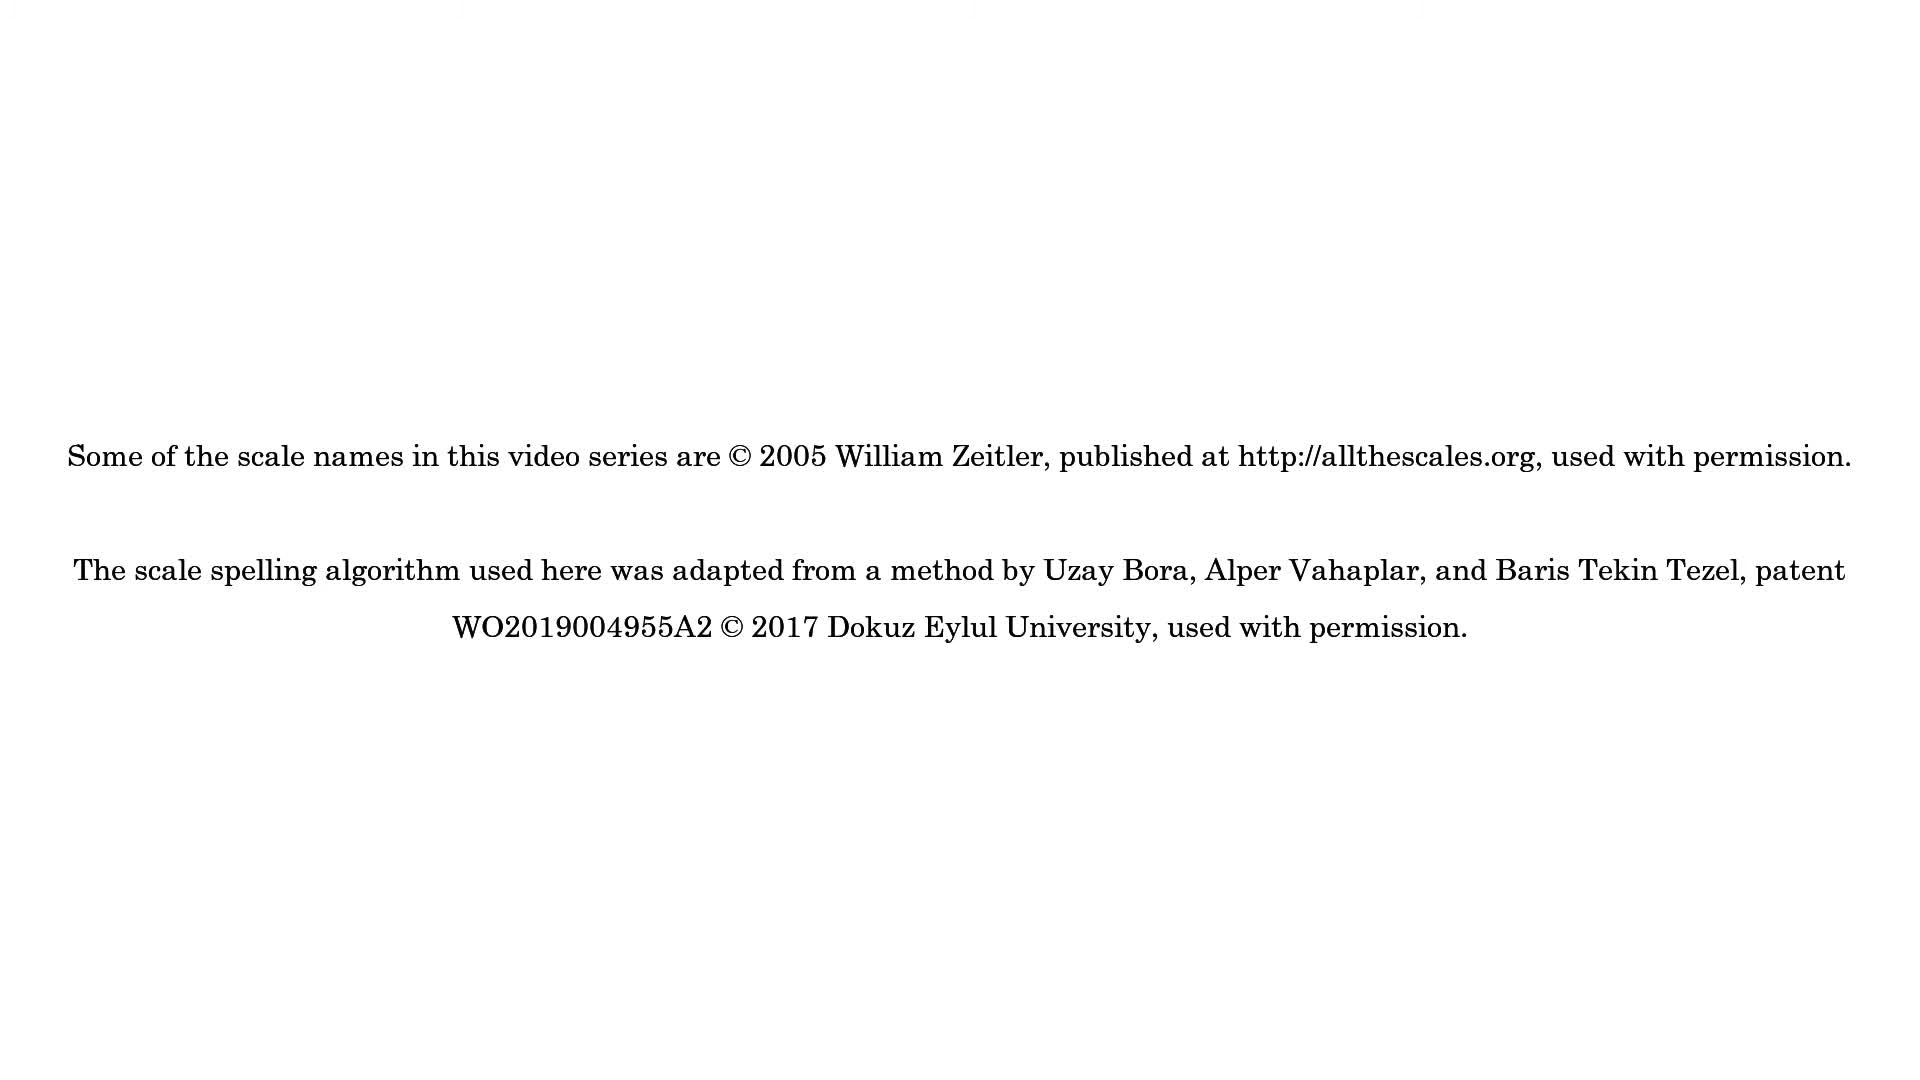 Some of the scale names in this video series are © 2005 William Zeitler, published at http://allthescales.org, used with permission.
The scale spelling algorithm used here was adapted from a method by Uzay Bora, Alper Vahaplar, and Baris Tekin Tezel, patent
WO2019004955A2 © 2017 Dokuz Eylul University, used with permission.